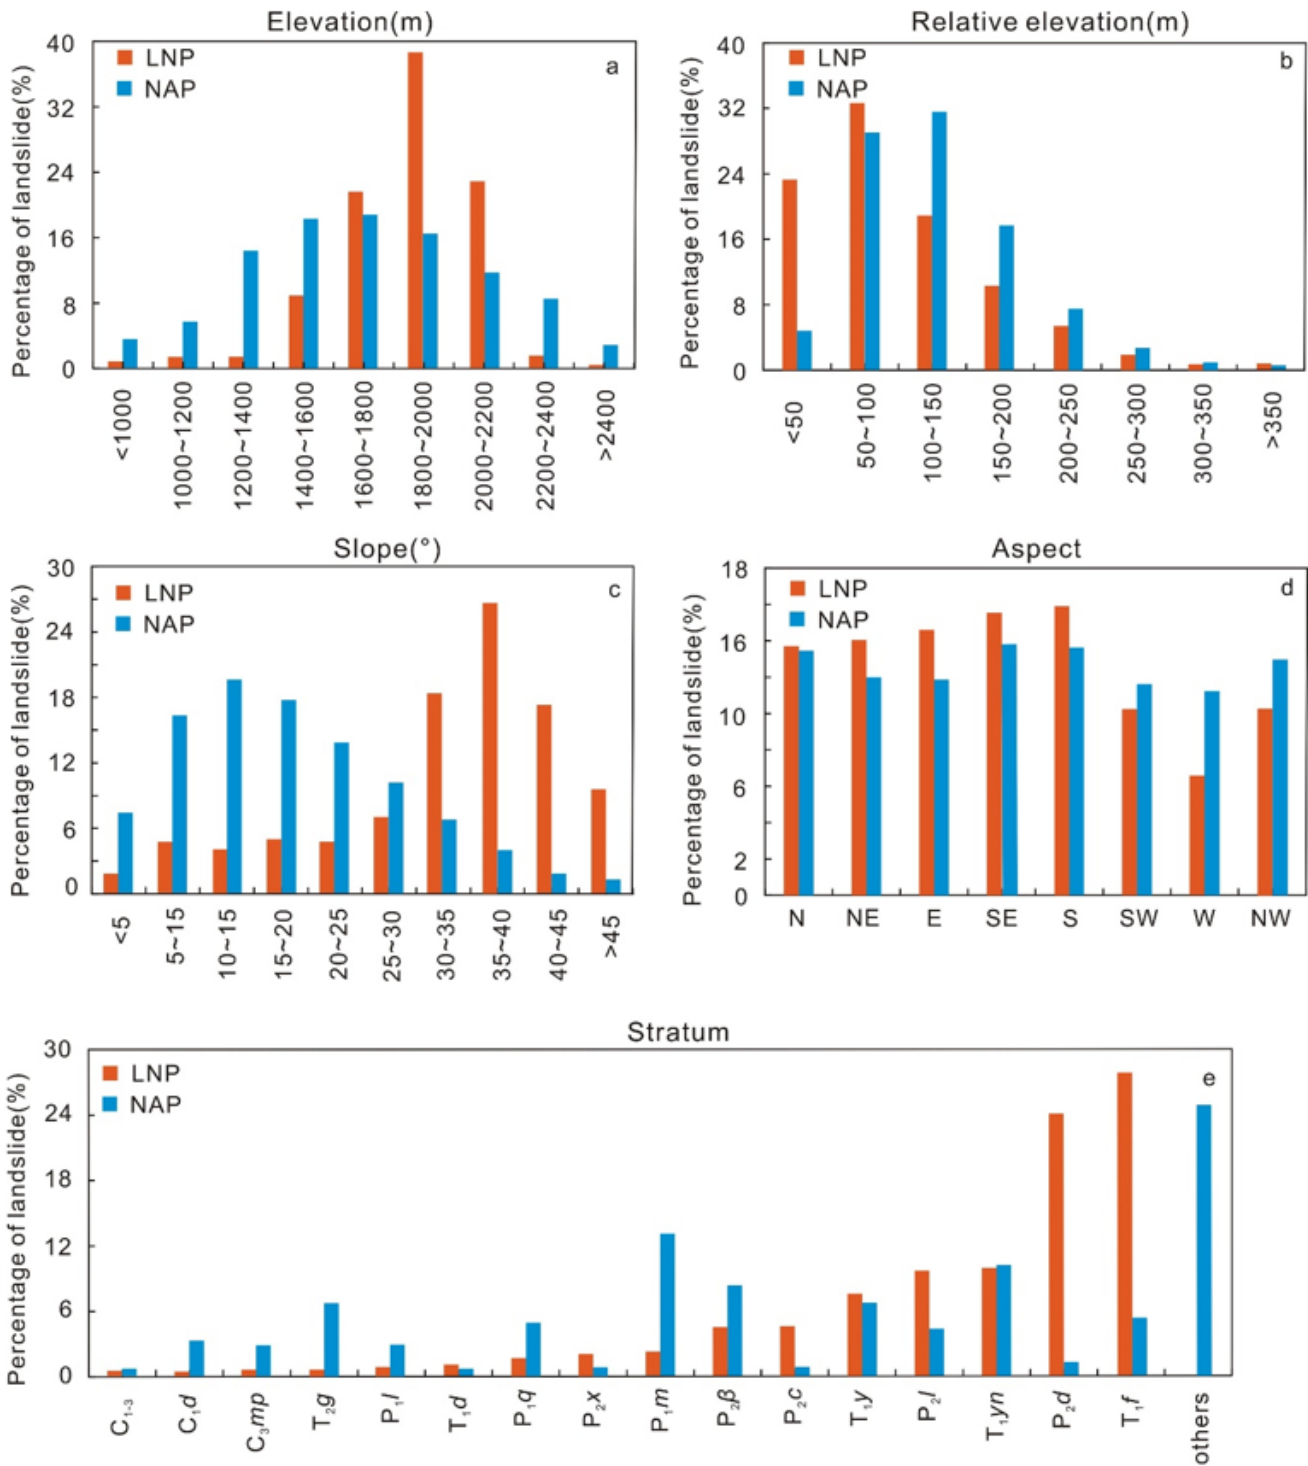 Elevation(m)
Percentage of landslide(%)
40
32
24
16
8
0
LNP
NAP
a
<1000
1000~1200
1200~1400
1400~1600
1600~1800
1800~2000
2000~2200
2200~2400
>2400
Relative elevation(m)
Percentage of landslide(%)
40
32
24
16
8
0
LNP
NAP
b
<50
50~100
100~150
150~200
200~250
250~300
300~350
>350
Slope(°)
Percentage of landslide(%)
30
24
18
12
6
0
LNP
NAP
c
<5
5~15
10~15
15~20
20~25
25~30
30~35
35~40
40~45
>45
Aspect
Percentage of landslide(%)
18
16
10
6
2
0
LNP
NAP
d
N
NE
E
SE
S
SW
W
NW
Stratum
Percentage of landslide(%)
30
24
18
12
6
0
LNP
NAP
e
C₁₋₃
C₁d
C₃mp
T₂g
P₁l
T₁d
P₁q
P₂x
P₁m
P₂β
P₂c
T₁y
P₂l
T₁yn
P₂d
T₁f
others